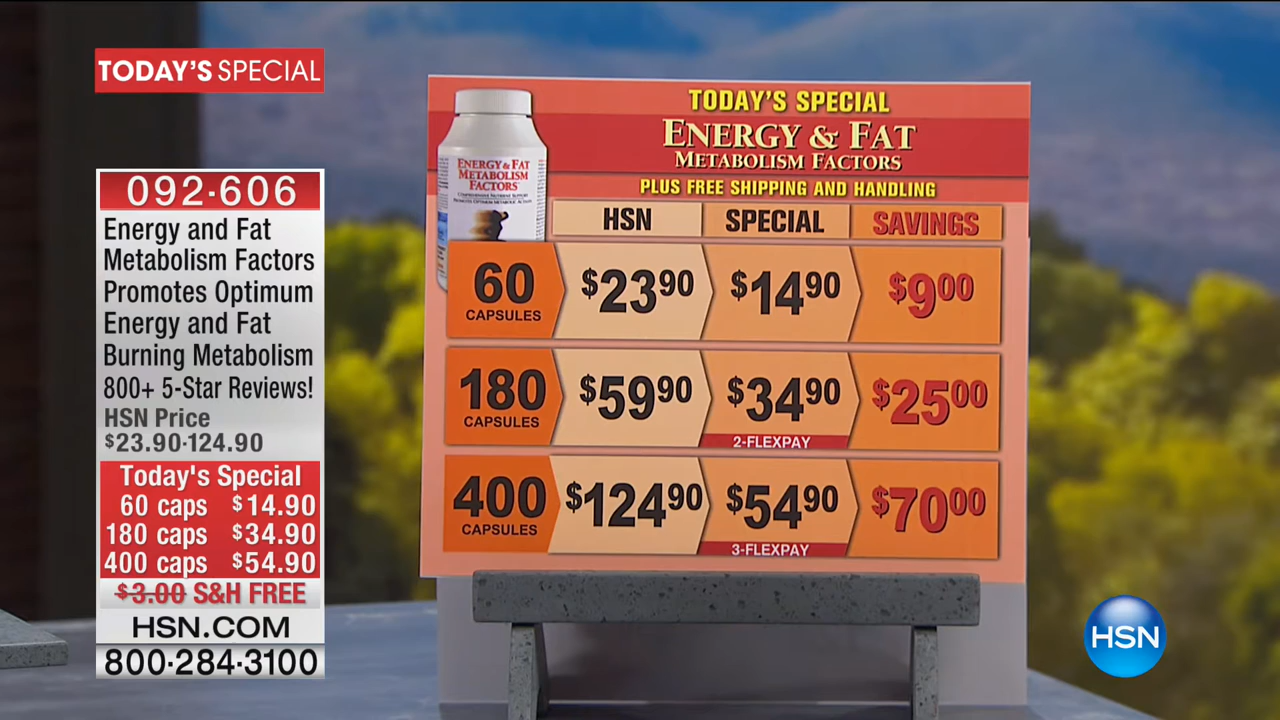 TODAY'S SPECIAL
092-606
Energy and Fat
Metabolism Factors
Promotes Optimum
Energy and Fat
Burning Metabolism
800+ 5-Star Reviews!
HSN Price
$23.90-124.90
Today's Special
60 caps $14.90
180 caps $34.90
400 caps $54.90
$3.00 S&H FREE
HSN.COM
800-284-3100
TODAY'S SPECIAL
ENERGY & FAT
METABOLISM FACTORS
PLUS FREE SHIPPING AND HANDLING
ENERGY & FAT
METABOLISM
FACTORS
HSN SPECIAL SAVINGS
60 CAPSULES $23.90 $14.90 $9.00
180 CAPSULES $59.90 $34.90 $25.00
2-FLEXPAY
400 CAPSULES $124.90 $54.90 $70.00
3-FLEXPAY
HSN